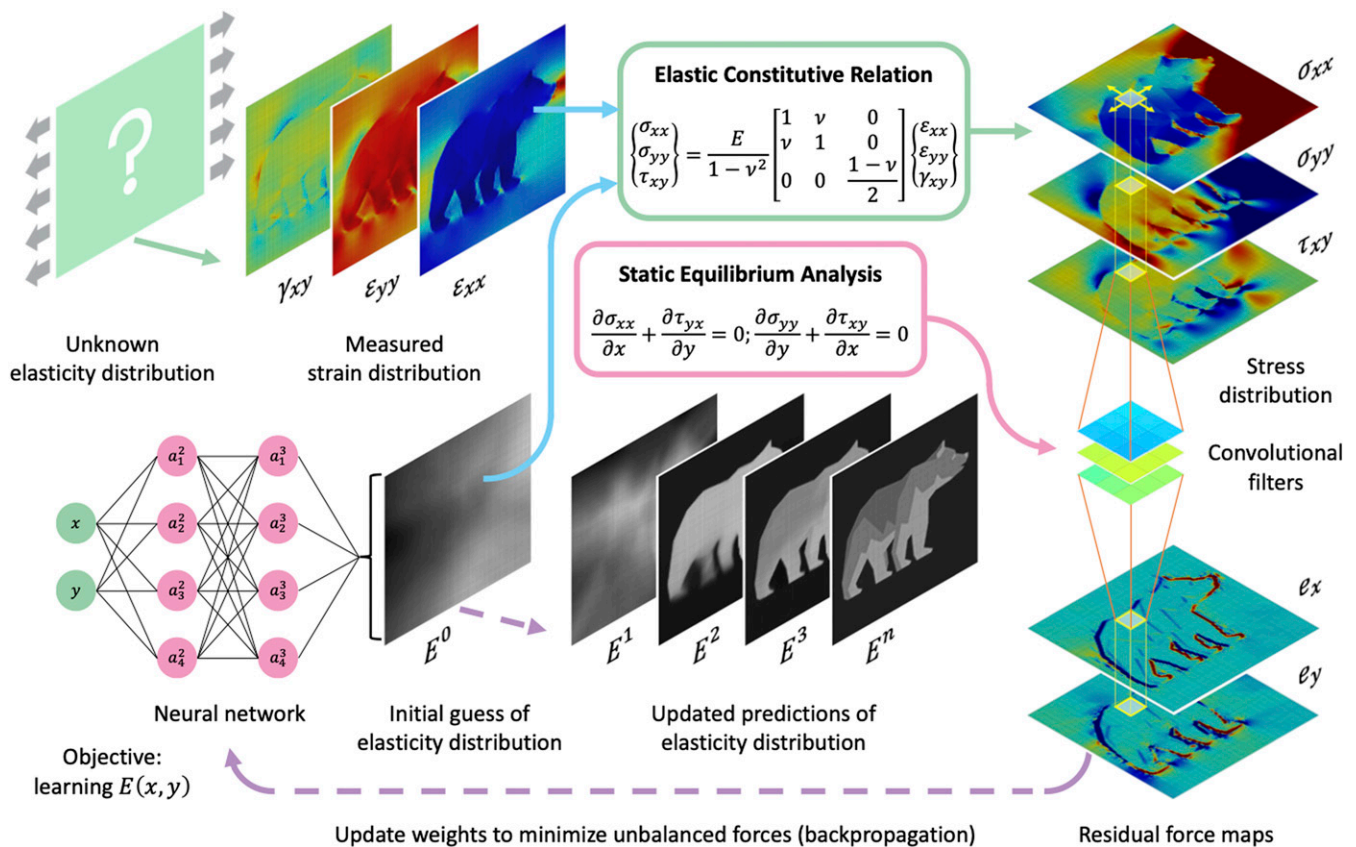 ?
γxy
εyy
εxx
Unknown
elasticity distribution
Measured
strain distribution
Elastic Constitutive Relation
{σxx σyy τxy} = E / (1 − ν²) [1 ν 0; ν 1 0; 0 0 (1 − ν)/2] {εxx εyy γxy}
Static Equilibrium Analysis
∂σxx/∂x + ∂τyx/∂y = 0; ∂σyy/∂y + ∂τxy/∂x = 0
σxx
σyy
τxy
Stress
distribution
Convolutional
filters
x
y
a₁²
a₂²
a₃²
a₄²
a₁³
a₂³
a₃³
a₄³
E⁰
E¹
E²
E³
Eⁿ
Neural network
Initial guess of
elasticity distribution
Updated predictions of
elasticity distribution
Objective:
learning E(x, y)
ex
ey
Update weights to minimize unbalanced forces (backpropagation)
Residual force maps